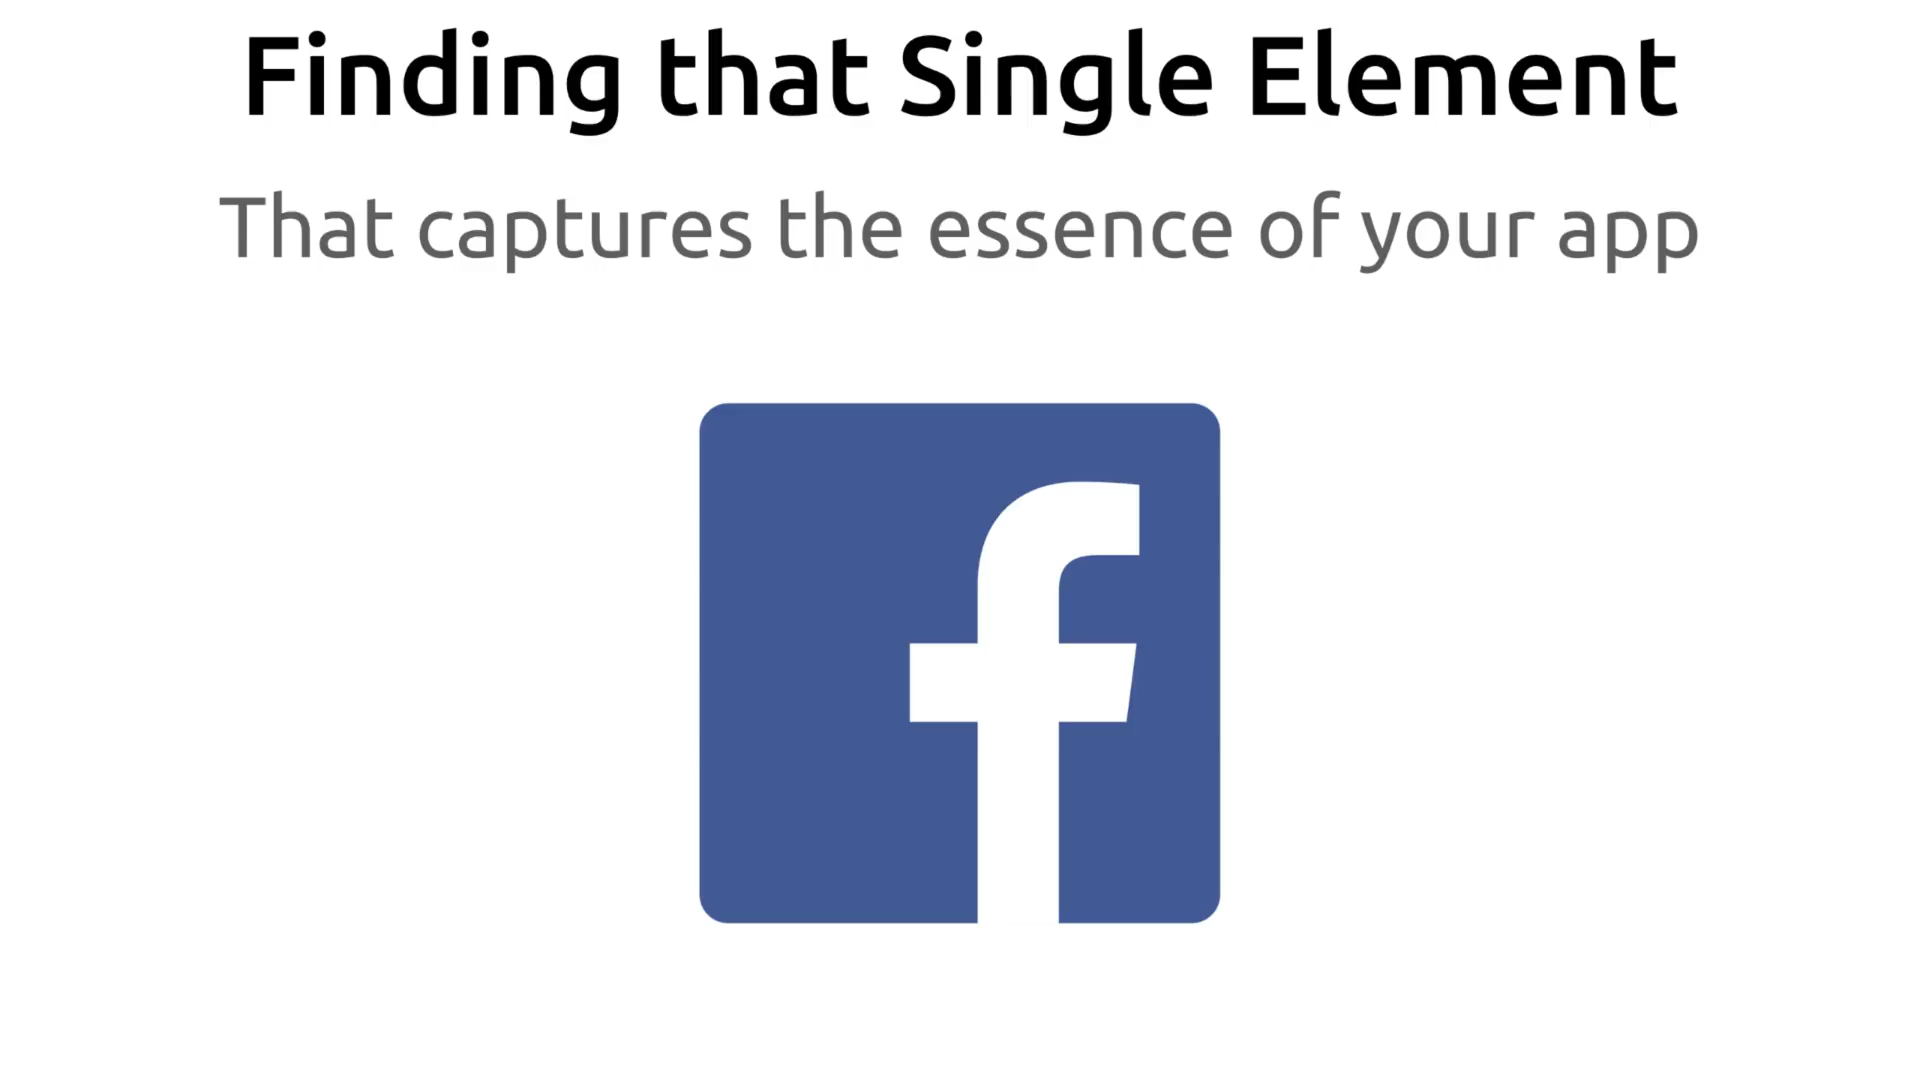 Finding that Single Element
That captures the essence of your app
f